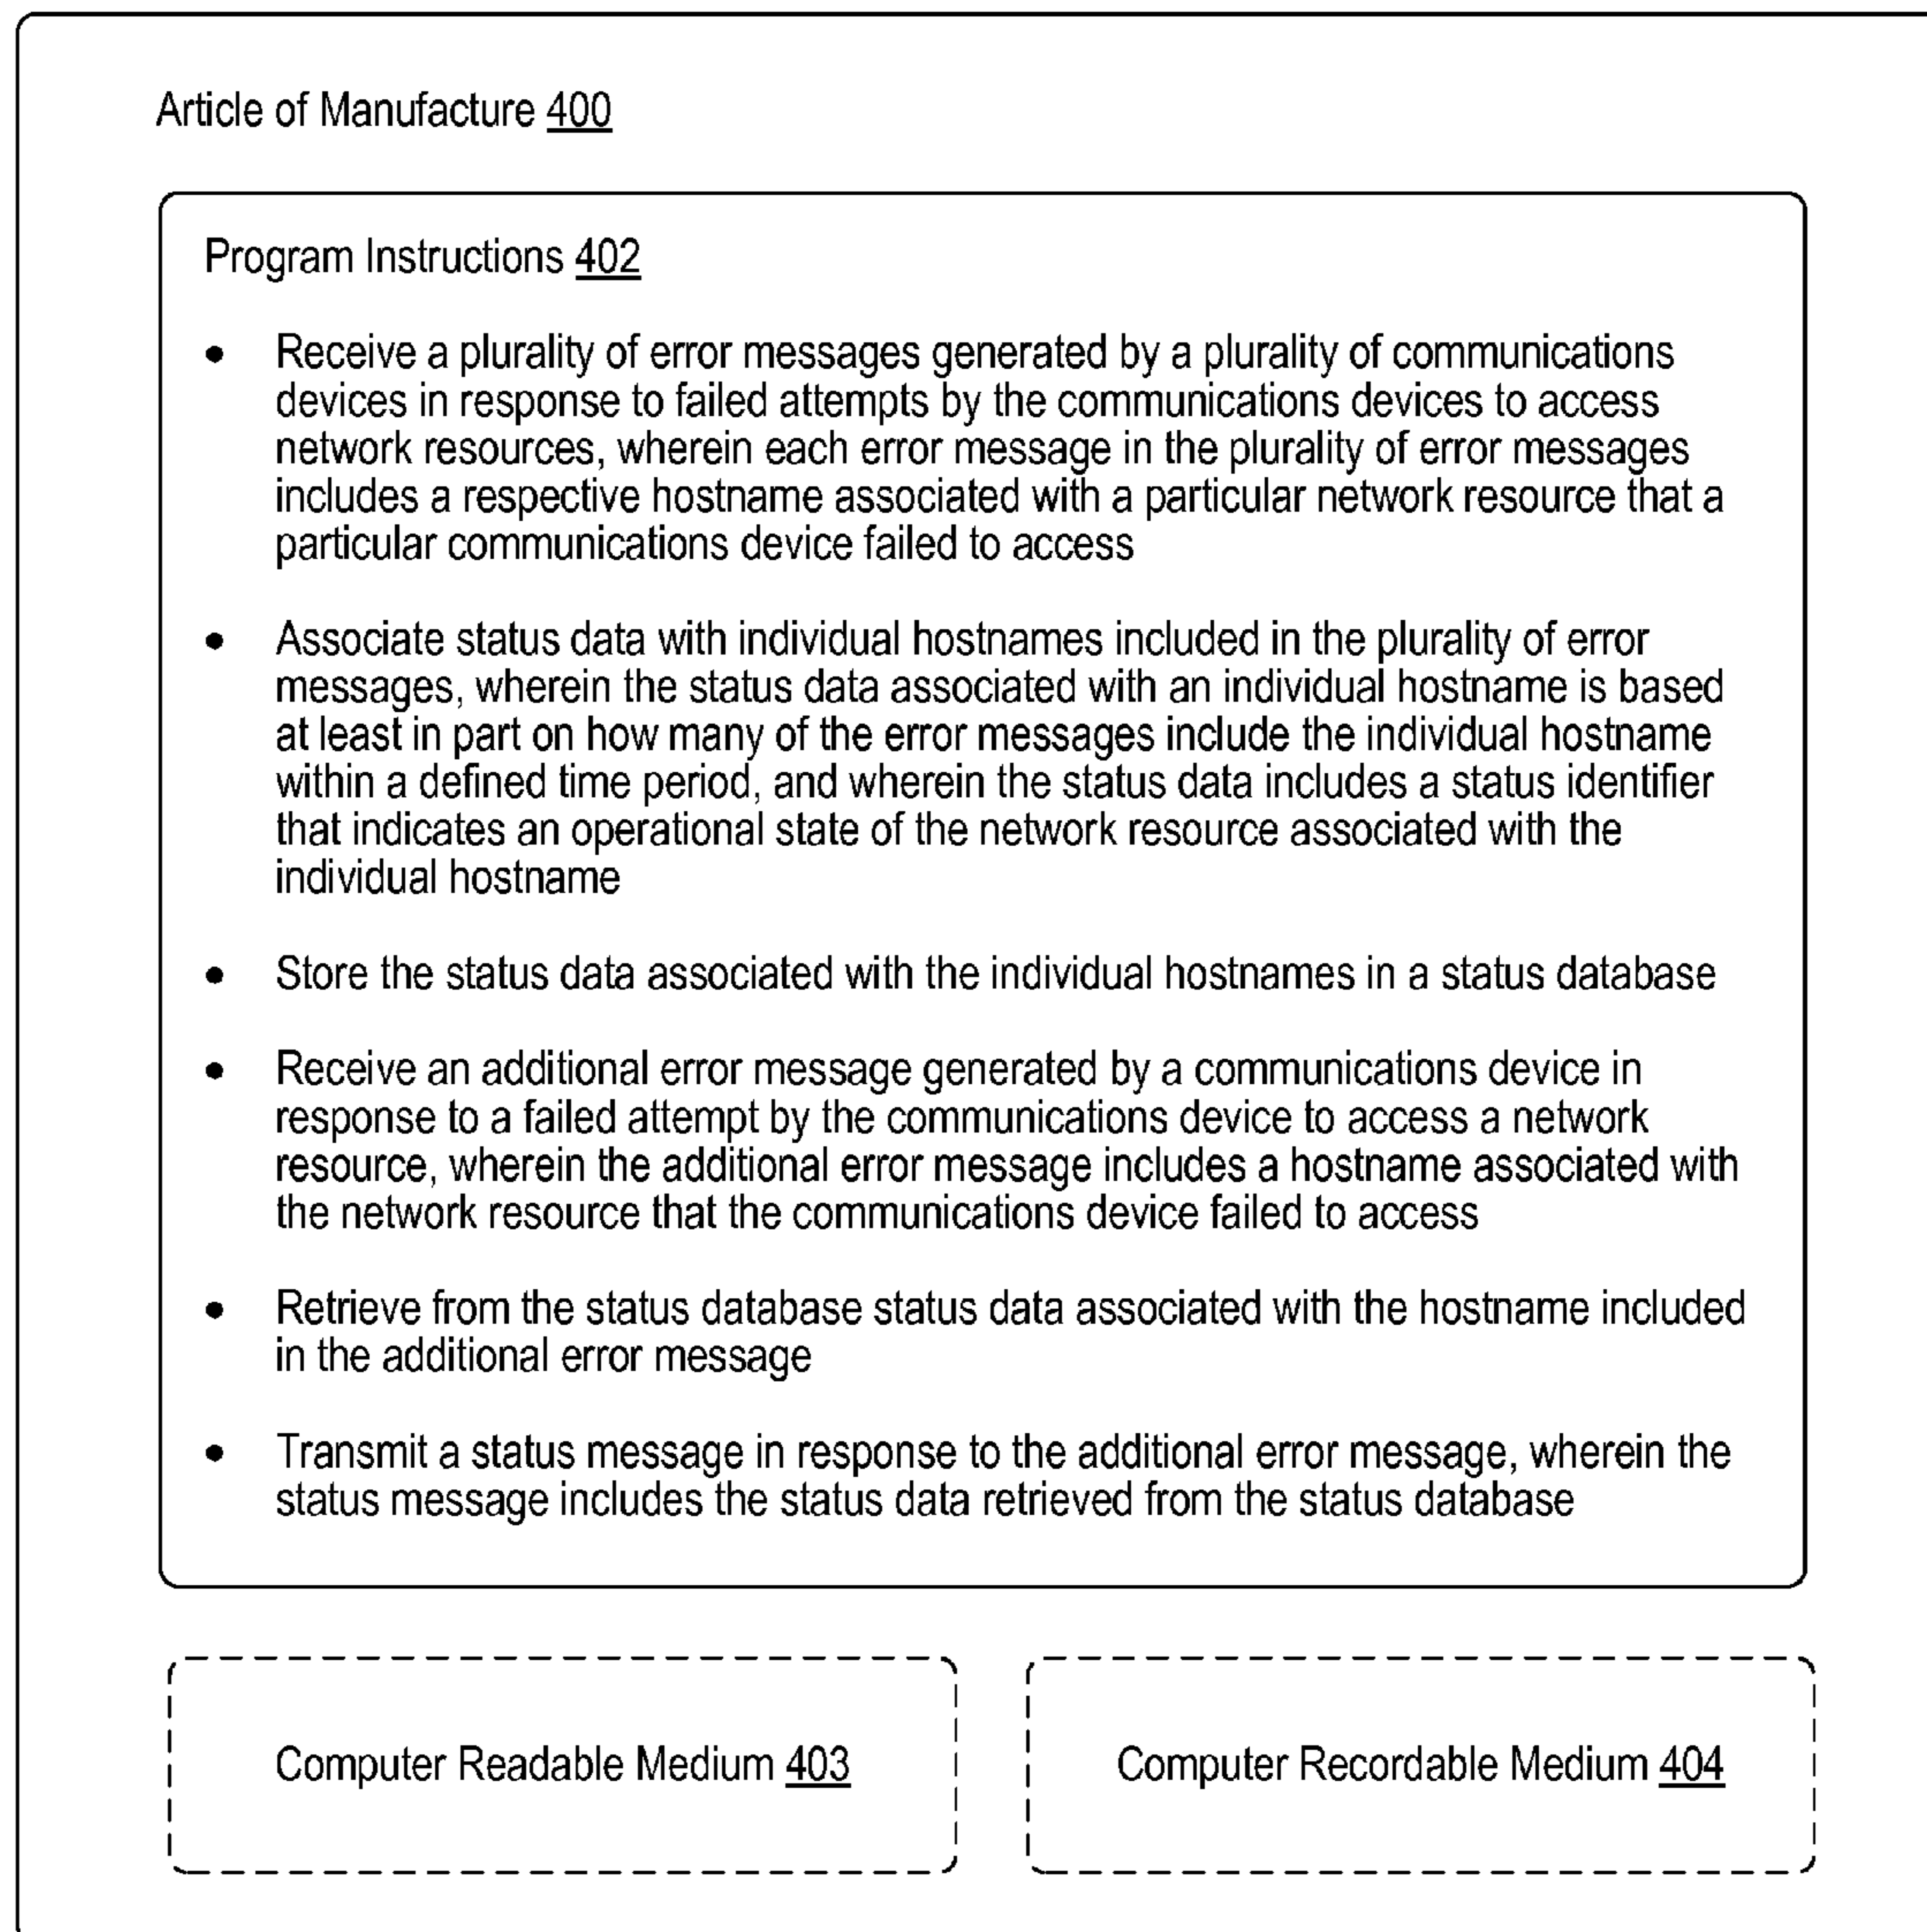 Article of Manufacture 400
Program Instructions 402
• Receive a plurality of error messages generated by a plurality of communications
devices in response to failed attempts by the communications devices to access
network resources, wherein each error message in the plurality of error messages
includes a respective hostname associated with a particular network resource that a
particular communications device failed to access
• Associate status data with individual hostnames included in the plurality of error
messages, wherein the status data associated with an individual hostname is based
at least in part on how many of the error messages include the individual hostname
within a defined time period, and wherein the status data includes a status identifier
that indicates an operational state of the network resource associated with the
individual hostname
• Store the status data associated with the individual hostnames in a status database
• Receive an additional error message generated by a communications device in
response to a failed attempt by the communications device to access a network
resource, wherein the additional error message includes a hostname associated with
the network resource that the communications device failed to access
• Retrieve from the status database status data associated with the hostname included
in the additional error message
• Transmit a status message in response to the additional error message, wherein the
status message includes the status data retrieved from the status database
Computer Readable Medium 403
Computer Recordable Medium 404